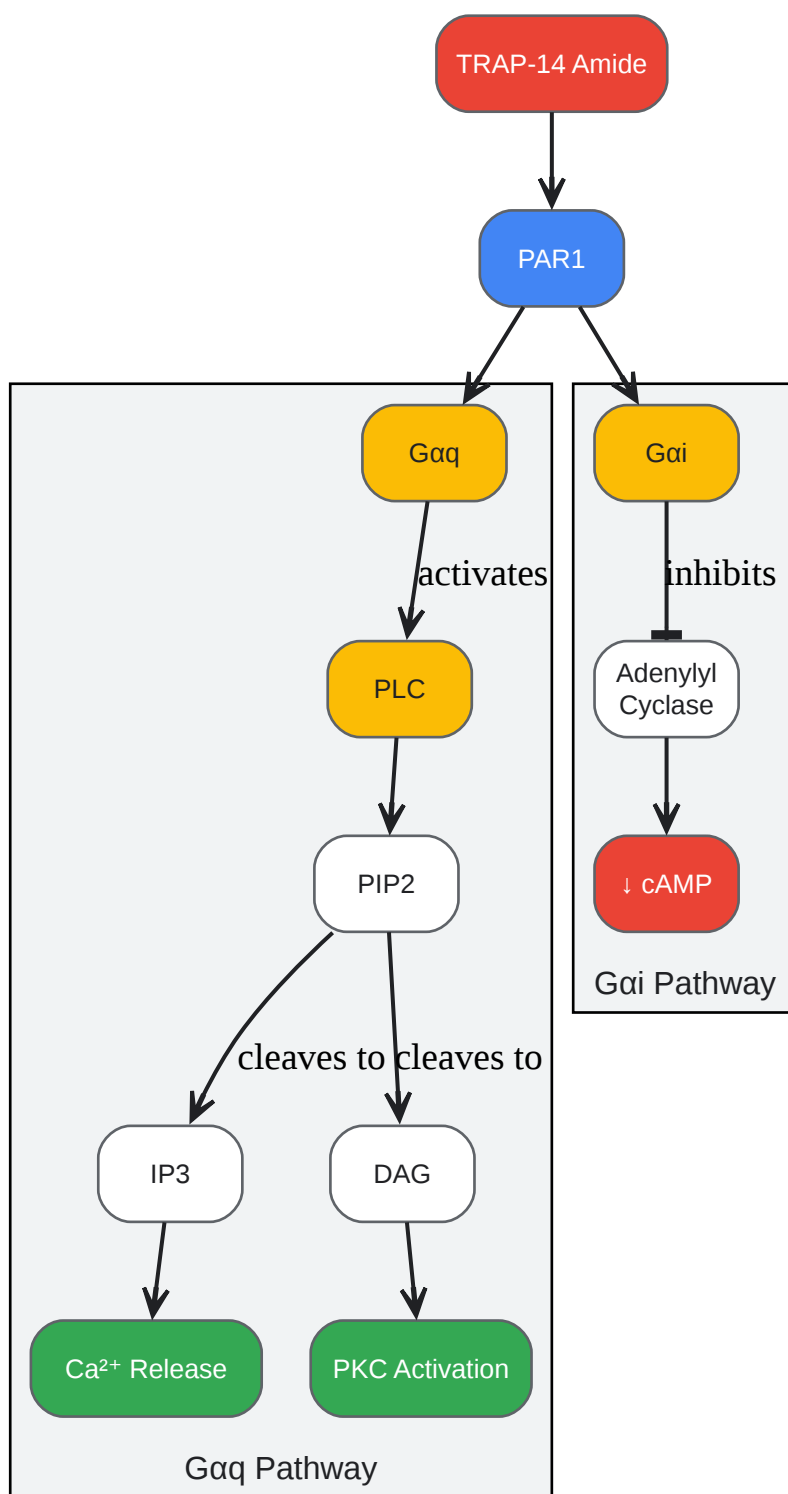 TRAP-14 Amide
PAR1
Gαq
Gαi
activates
inhibits
PLC
Adenylyl
Cyclase
PIP2
↓ cAMP
Gαi Pathway
cleaves to
cleaves to
IP3
DAG
Ca²⁺ Release
PKC Activation
Gαq Pathway